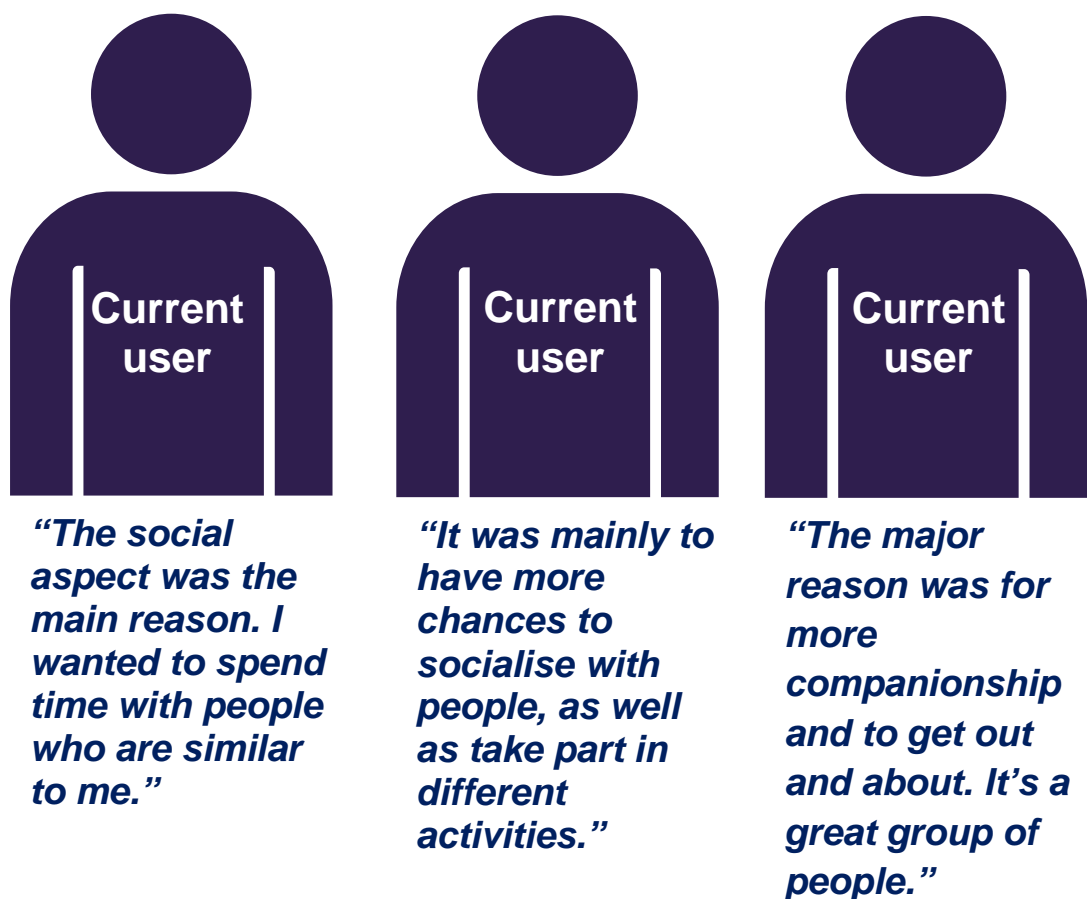 Current
user
“The social
aspect was the
main reason. I
wanted to spend
time with people
who are similar
to me.”
Current
user
“It was mainly to
have more
chances to
socialise with
people, as well
as take part in
different
activities.”
Current
user
“The major
reason was for
more
companionship
and to get out
and about. It’s a
great group of
people.”